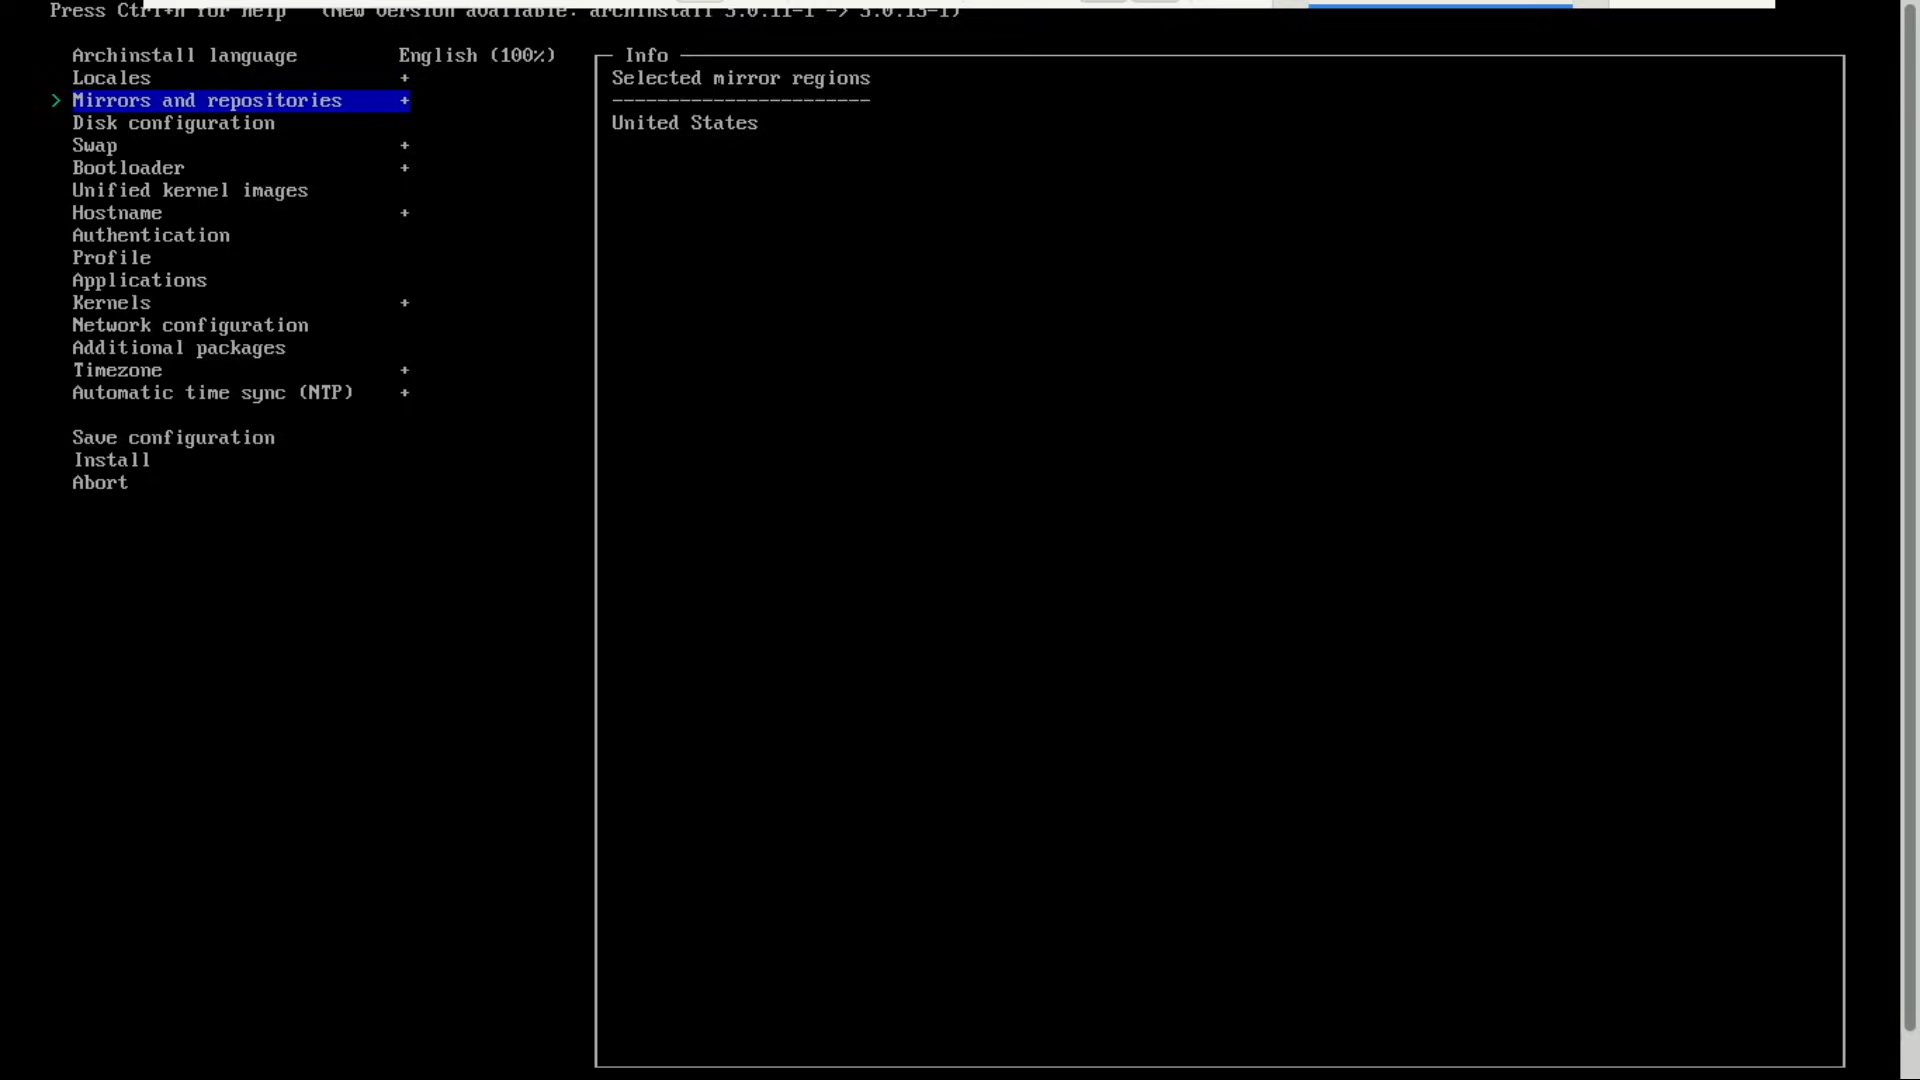 Press Ctrl+h for help (New version available: archinstall 3.0.11-1 -> 3.0.13-1)
Archinstall language English (100%)
Locales +
> Mirrors and repositories +
Disk configuration
Swap +
Bootloader +
Unified kernel images
Hostname +
Authentication
Profile
Applications
Kernels +
Network configuration
Additional packages
Timezone +
Automatic time sync (NTP) +
Save configuration
Install
Abort
Info
Selected mirror regions
-----------------------
United States